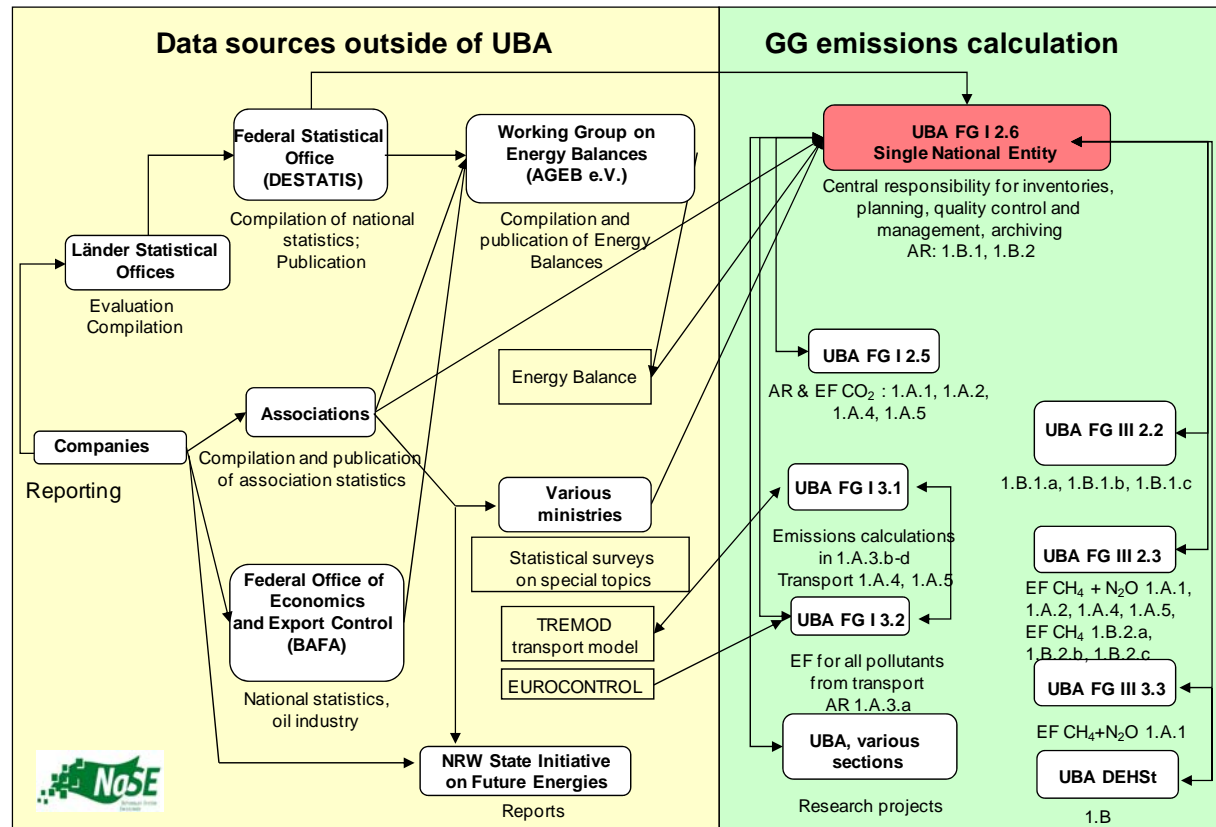 Data sources outside of UBA
Federal Statistical
Office
(DESTATIS)
Compilation of national
statistics;
Publication
Working Group on
Energy Balances
(AGEB e.V.)
Compilation and
publication of Energy
Balances
Länder Statistical
Offices
Evaluation
Compilation
Energy Balance
Associations
Compilation and publication
of association statistics
Companies
Reporting
Various
ministries
Statistical surveys
on special topics
TREMOD
transport model
EUROCONTROL
Federal Office of
Economics
and Export Control
(BAFA)
National statistics,
oil industry
NRW State Initiative
on Future Energies
Reports
NaSE
GG emissions calculation
UBA FG I 2.6
Single National Entity
Central responsibility for inventories,
planning, quality control and
management, archiving
AR: 1.B.1, 1.B.2
UBA FG I 2.5
AR & EF CO₂ : 1.A.1, 1.A.2,
1.A.4, 1.A.5
UBA FG I 3.1
Emissions calculations
in 1.A.3.b-d
Transport 1.A.4, 1.A.5
UBA FG I 3.2
EF for all pollutants
from transport
AR 1.A.3.a
UBA, various
sections
Research projects
UBA FG III 2.2
1.B.1.a, 1.B.1.b, 1.B.1.c
UBA FG III 2.3
EF CH₄ + N₂O 1.A.1,
1.A.2, 1.A.4, 1.A.5,
EF CH₄ 1.B.2.a,
1.B.2.b, 1.B.2.c
UBA FG III 3.3
EF CH₄+N₂O 1.A.1
UBA DEHSt
1.B